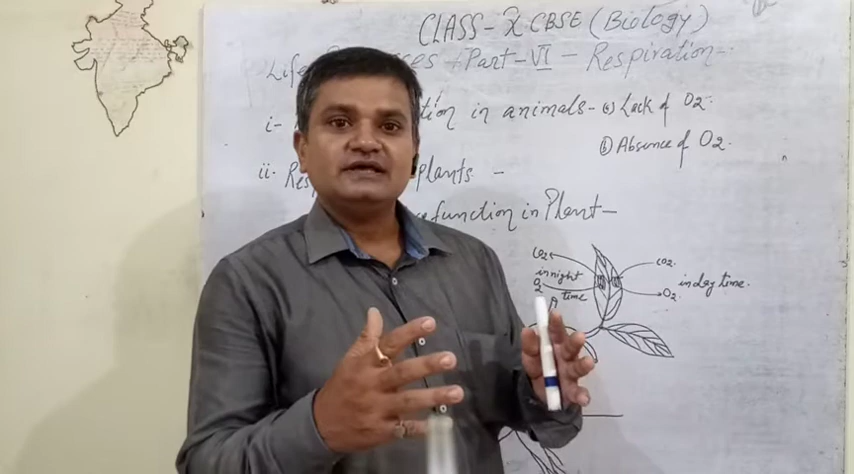 CLASS-X CBSE (Biology)
Life Part-VI - Respiration-
i- in animals- (a) Lack of O2-
(b) Absence of O2-
ii- plants -
in Plant-
CO2
in night
O2
time
CO2
in day time.
O2